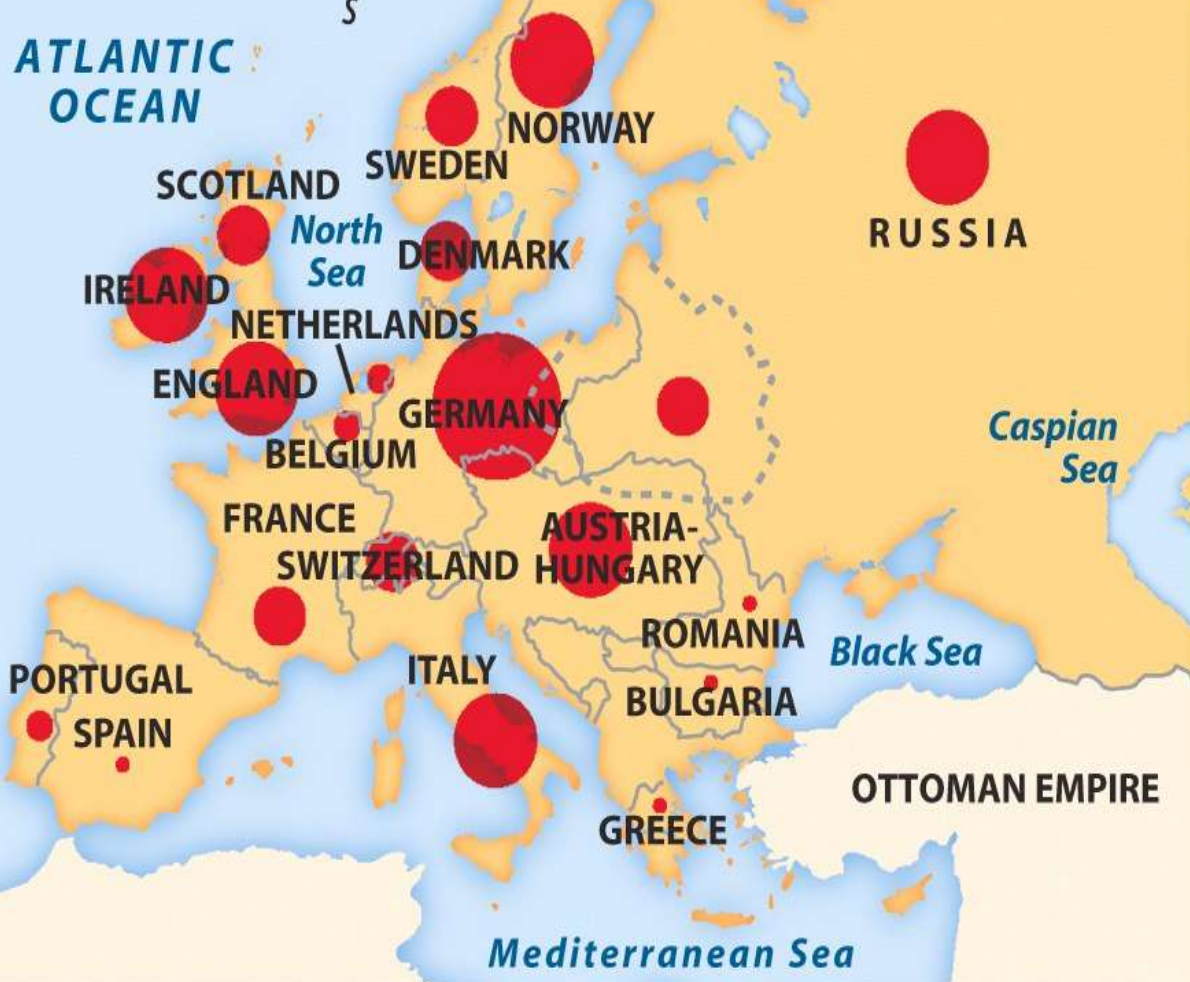 S
ATLANTIC
OCEAN
NORWAY
SWEDEN
SCOTLAND
RUSSIA
North
Sea
DENMARK
IRELAND
NETHERLANDS
ENGLAND
GERMANY
BELGIUM
Caspian
Sea
FRANCE
AUSTRIA-
HUNGARY
SWITZERLAND
ROMANIA
Black Sea
ITALY
PORTUGAL
BULGARIA
SPAIN
OTTOMAN EMPIRE
GREECE
Mediterranean Sea